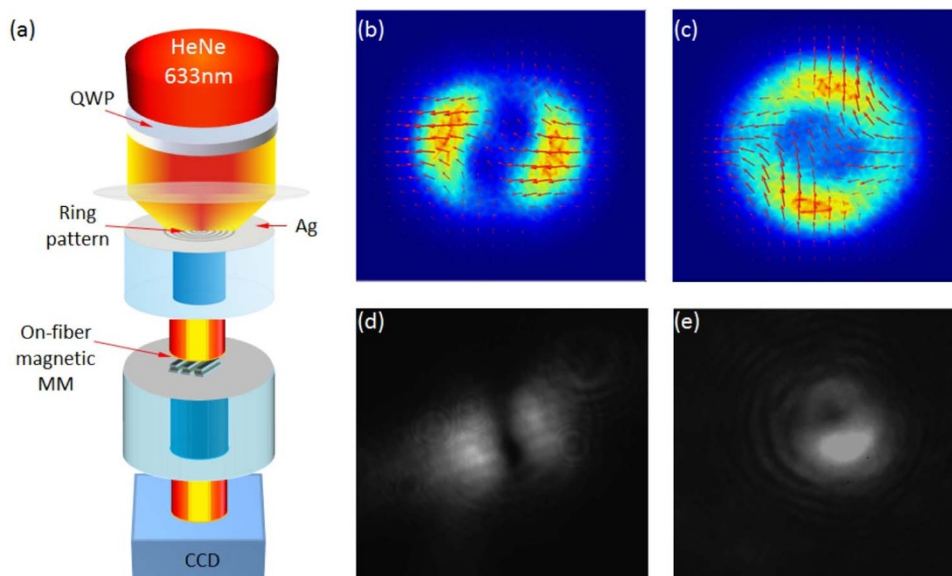 (a)
HeNe
633nm
QWP
Ring
pattern
Ag
On-fiber
magnetic
MM
CCD
(b)
(c)
(d)
(e)